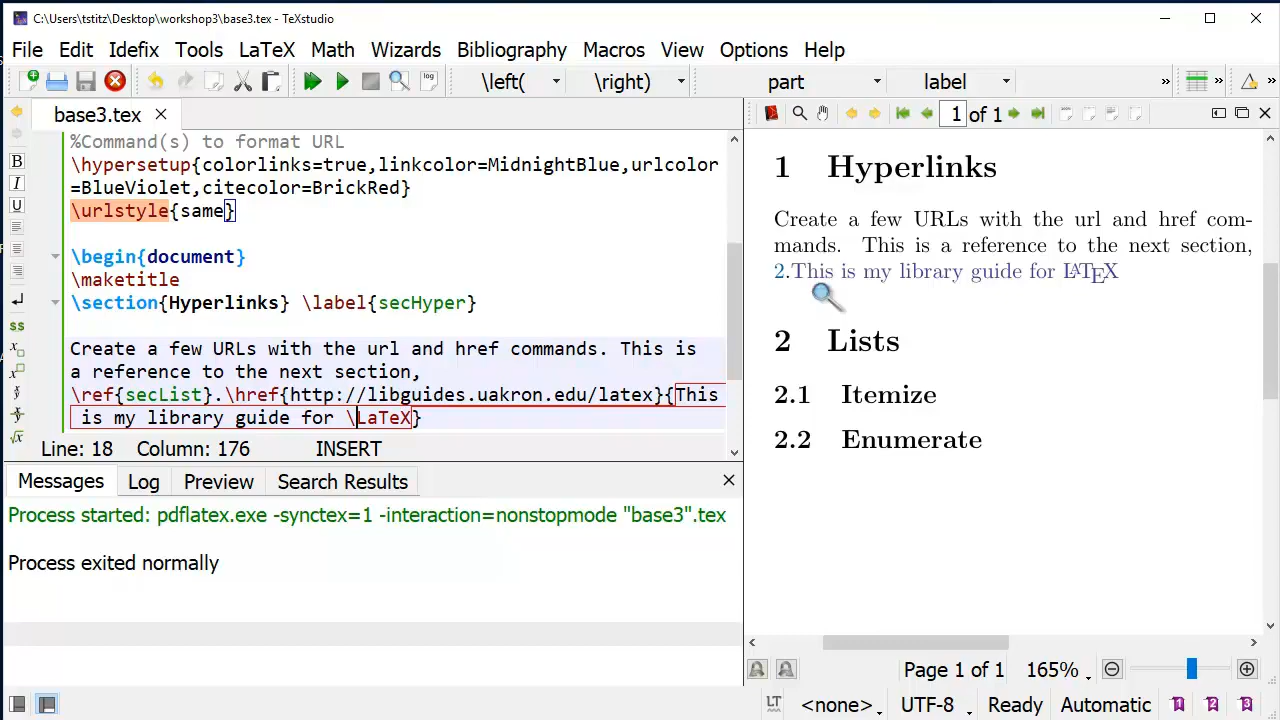 C:\Users\tstitz\Desktop\workshop3\base3.tex - TeXstudio
File Edit Idefix Tools LaTeX Math Wizards Bibliography Macros View Options Help
log \left( \right) part label » » »
base3.tex
1 of 1
%Command(s) to format URL
\hypersetup{colorlinks=true,linkcolor=MidnightBlue,urlcolor
=BlueViolet,citecolor=BrickRed}
\urlstyle{same}
\begin{document}
\maketitle
\section{Hyperlinks} \label{secHyper}
Create a few URLs with the url and href commands. This is
a reference to the next section,
\ref{secList}.\href{http://libguides.uakron.edu/latex}{This
is my library guide for \LaTeX}
Line: 18 Column: 176 INSERT
Messages Log Preview Search Results
Process started: pdflatex.exe -synctex=1 -interaction=nonstopmode "base3".tex
Process exited normally
1 Hyperlinks
Create a few URLs with the url and href com-
mands. This is a reference to the next section,
2.This is my library guide for LATEX
2 Lists
2.1 Itemize
2.2 Enumerate
Page 1 of 1 165%
LT <none> UTF-8 Ready Automatic 1 2 3